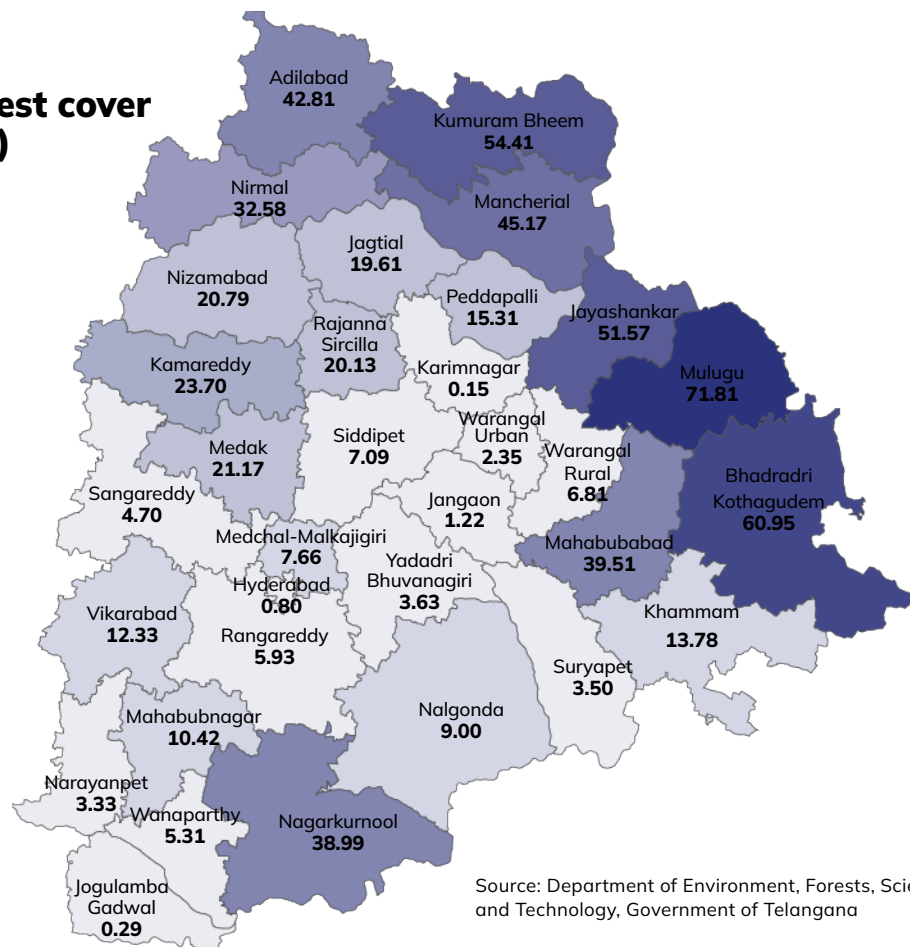 est cover
)
Adilabad
42.81
Kumuram Bheem
54.41
Nirmal
32.58
Mancherial
45.17
Jagtial
19.61
Nizamabad
20.79
Peddapalli
15.31
Jayashankar
51.57
Rajanna
Sircilla
20.13
Kamareddy
23.70
Karimnagar
0.15
Mulugu
71.81
Warangal
Urban
2.35
Siddipet
7.09
Medak
21.17
Warangal
Rural
6.81
Bhadradri
Kothagudem
60.95
Sangareddy
4.70
Jangaon
1.22
Medchal-Malkajigiri
7.66
Mahabubabad
39.51
Yadadri
Bhuvanagiri
3.63
Hyderabad
0.80
Vikarabad
12.33
Khammam
13.78
Rangareddy
5.93
Suryapet
3.50
Nalgonda
9.00
Mahabubnagar
10.42
Narayanpet
3.33
Wanaparthy
5.31
Nagarkurnool
38.99
Jogulamba
Gadwal
0.29
Source: Department of Environment, Forests, Scie
and Technology, Government of Telangana